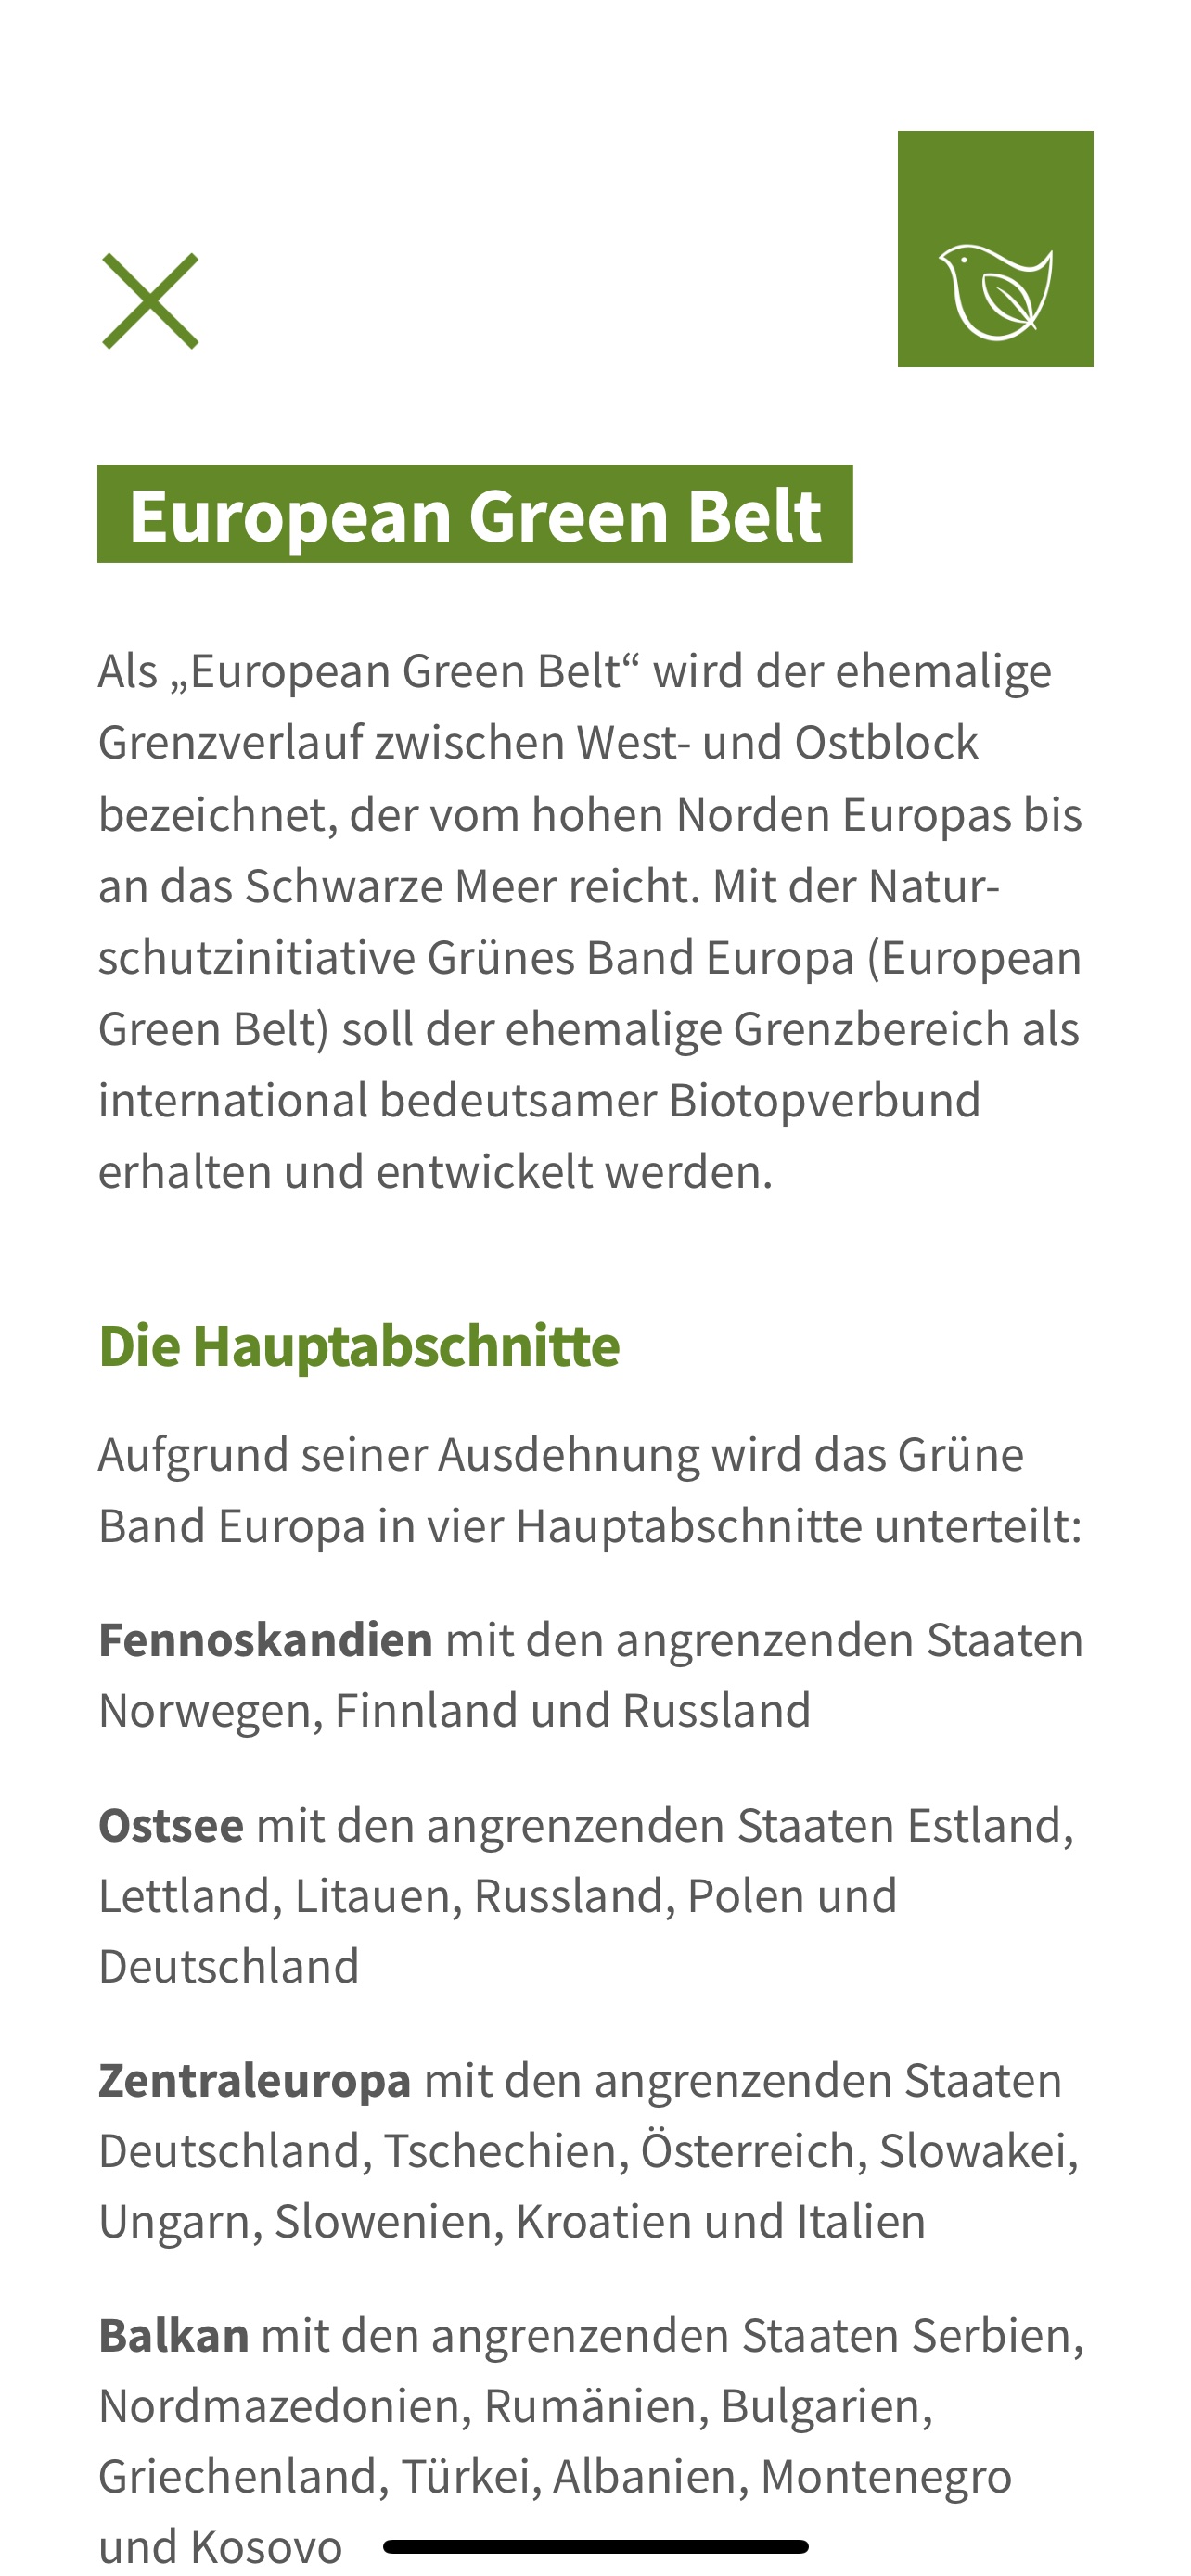 European Green Belt
Als „European Green Belt“ wird der ehemalige
Grenzverlauf zwischen West- und Ostblock
bezeichnet, der vom hohen Norden Europas bis
an das Schwarze Meer reicht. Mit der Natur-
schutzinitiative Grünes Band Europa (European
Green Belt) soll der ehemalige Grenzbereich als
international bedeutsamer Biotopverbund
erhalten und entwickelt werden.
Die Hauptabschnitte
Aufgrund seiner Ausdehnung wird das Grüne
Band Europa in vier Hauptabschnitte unterteilt:
Fennoskandien mit den angrenzenden Staaten
Norwegen, Finnland und Russland
Ostsee mit den angrenzenden Staaten Estland,
Lettland, Litauen, Russland, Polen und
Deutschland
Zentraleuropa mit den angrenzenden Staaten
Deutschland, Tschechien, Österreich, Slowakei,
Ungarn, Slowenien, Kroatien und Italien
Balkan mit den angrenzenden Staaten Serbien,
Nordmazedonien, Rumänien, Bulgarien,
Griechenland, Türkei, Albanien, Montenegro
und Kosovo